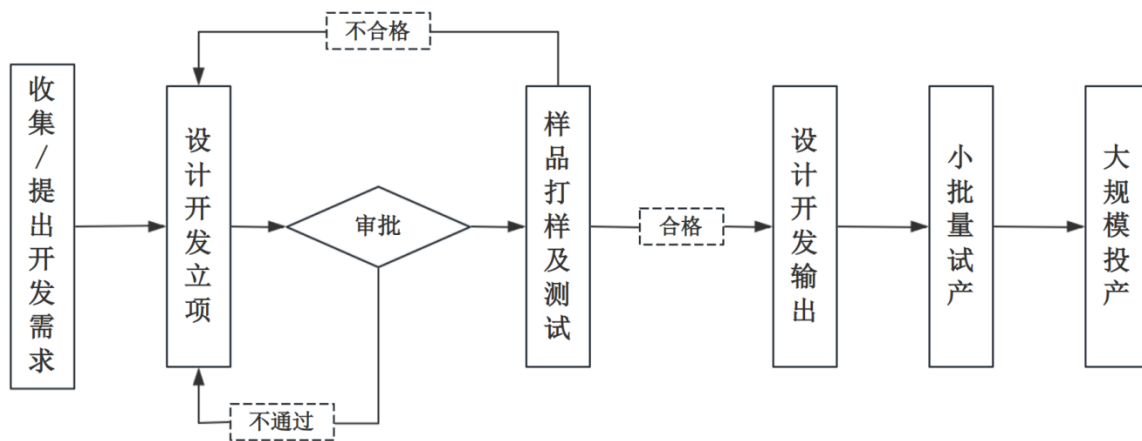 不合格
收集/提出开发需求
设计开发立项
审批
样品打样及测试
合格
设计开发输出
小批量试产
大规模投产
不通过